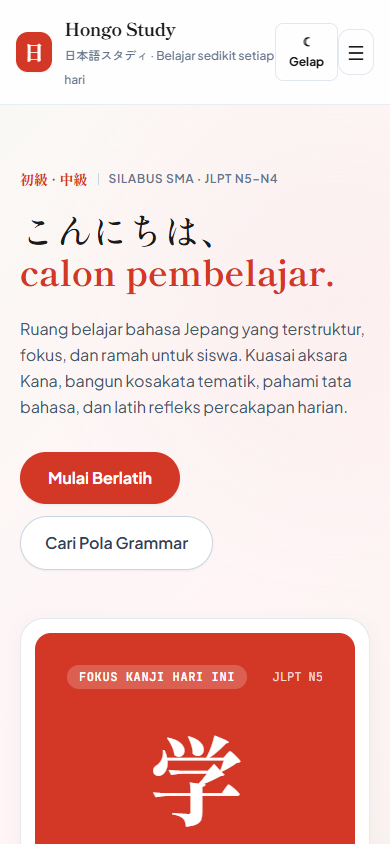 日
Hongo Study
日本語スタディ · Belajar sedikit setiap
hari
☾
Gelap
☰
初級 · 中級 | SILABUS SMA · JLPT N5–N4
こんにちは、
calon pembelajar.
Ruang belajar bahasa Jepang yang terstruktur,
fokus, dan ramah untuk siswa. Kuasai aksara
Kana, bangun kosakata tematik, pahami tata
bahasa, dan latih refleks percakapan harian.
Mulai Berlatih
Cari Pola Grammar
FOKUS KANJI HARI INI
JLPT N5
学